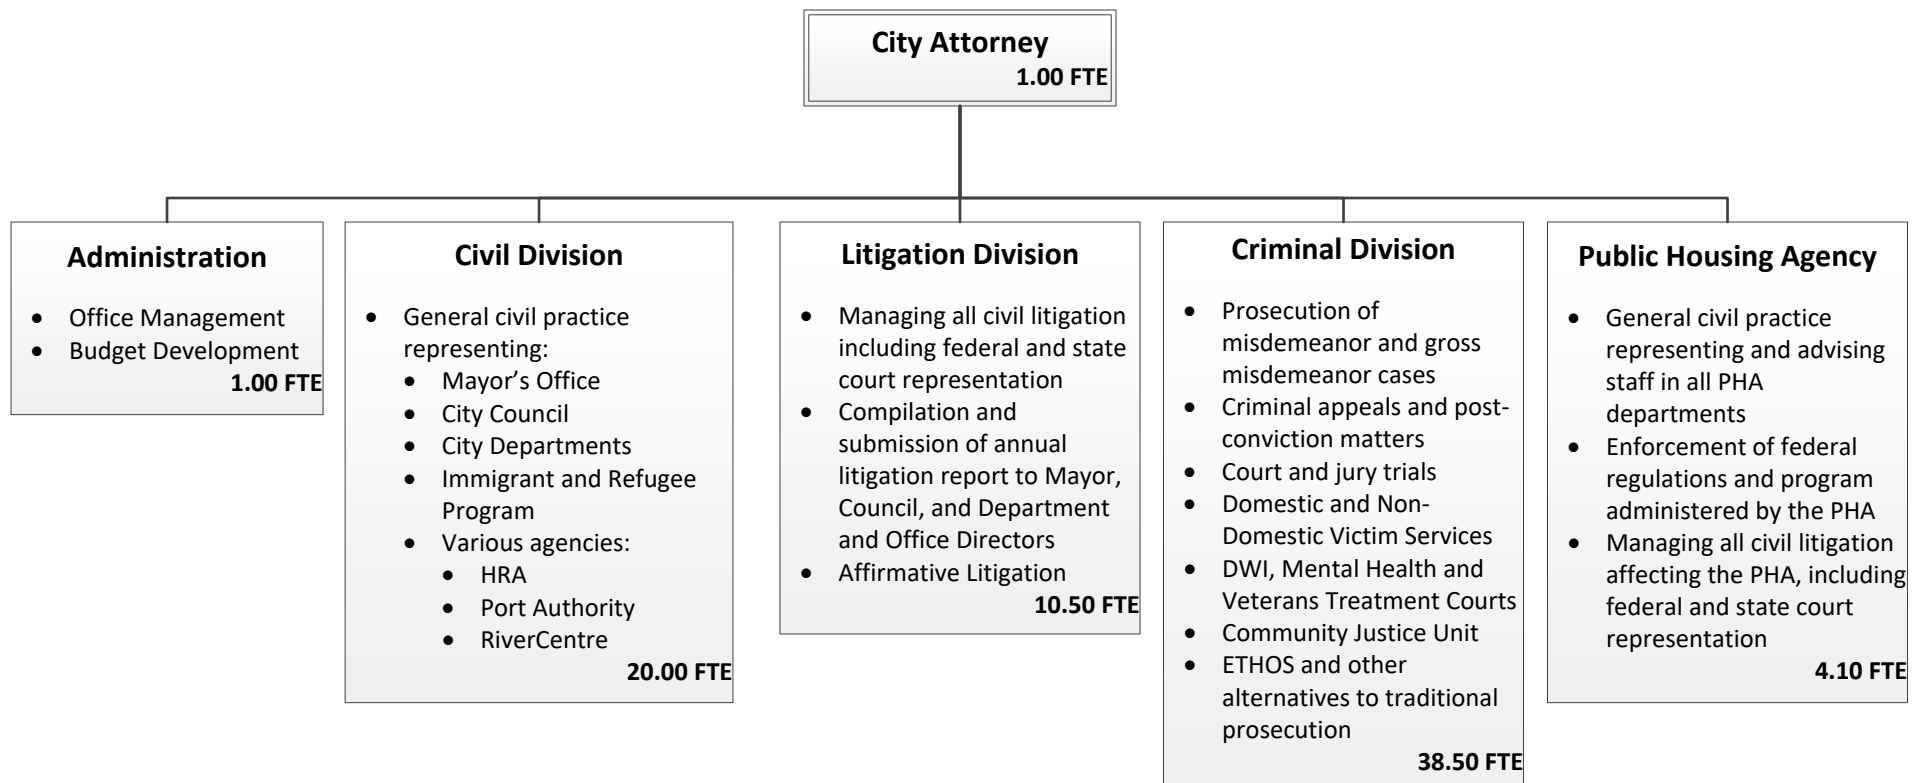 City Attorney
1.00 FTE
Administration
• Office Management
• Budget Development
1.00 FTE
Civil Division
• General civil practice
representing:
• Mayor’s Office
• City Council
• City Departments
• Immigrant and Refugee
Program
• Various agencies:
• HRA
• Port Authority
• RiverCentre
20.00 FTE
Litigation Division
• Managing all civil litigation
including federal and state
court representation
• Compilation and
submission of annual
litigation report to Mayor,
Council, and Department
and Office Directors
• Affirmative Litigation
10.50 FTE
Criminal Division
• Prosecution of
misdemeanor and gross
misdemeanor cases
• Criminal appeals and post-
conviction matters
• Court and jury trials
• Domestic and Non-
Domestic Victim Services
• DWI, Mental Health and
Veterans Treatment Courts
• Community Justice Unit
• ETHOS and other
alternatives to traditional
prosecution
38.50 FTE
Public Housing Agency
• General civil practice
representing and advising
staff in all PHA
departments
• Enforcement of federal
regulations and program
administered by the PHA
• Managing all civil litigation
affecting the PHA, including
federal and state court
representation
4.10 FTE